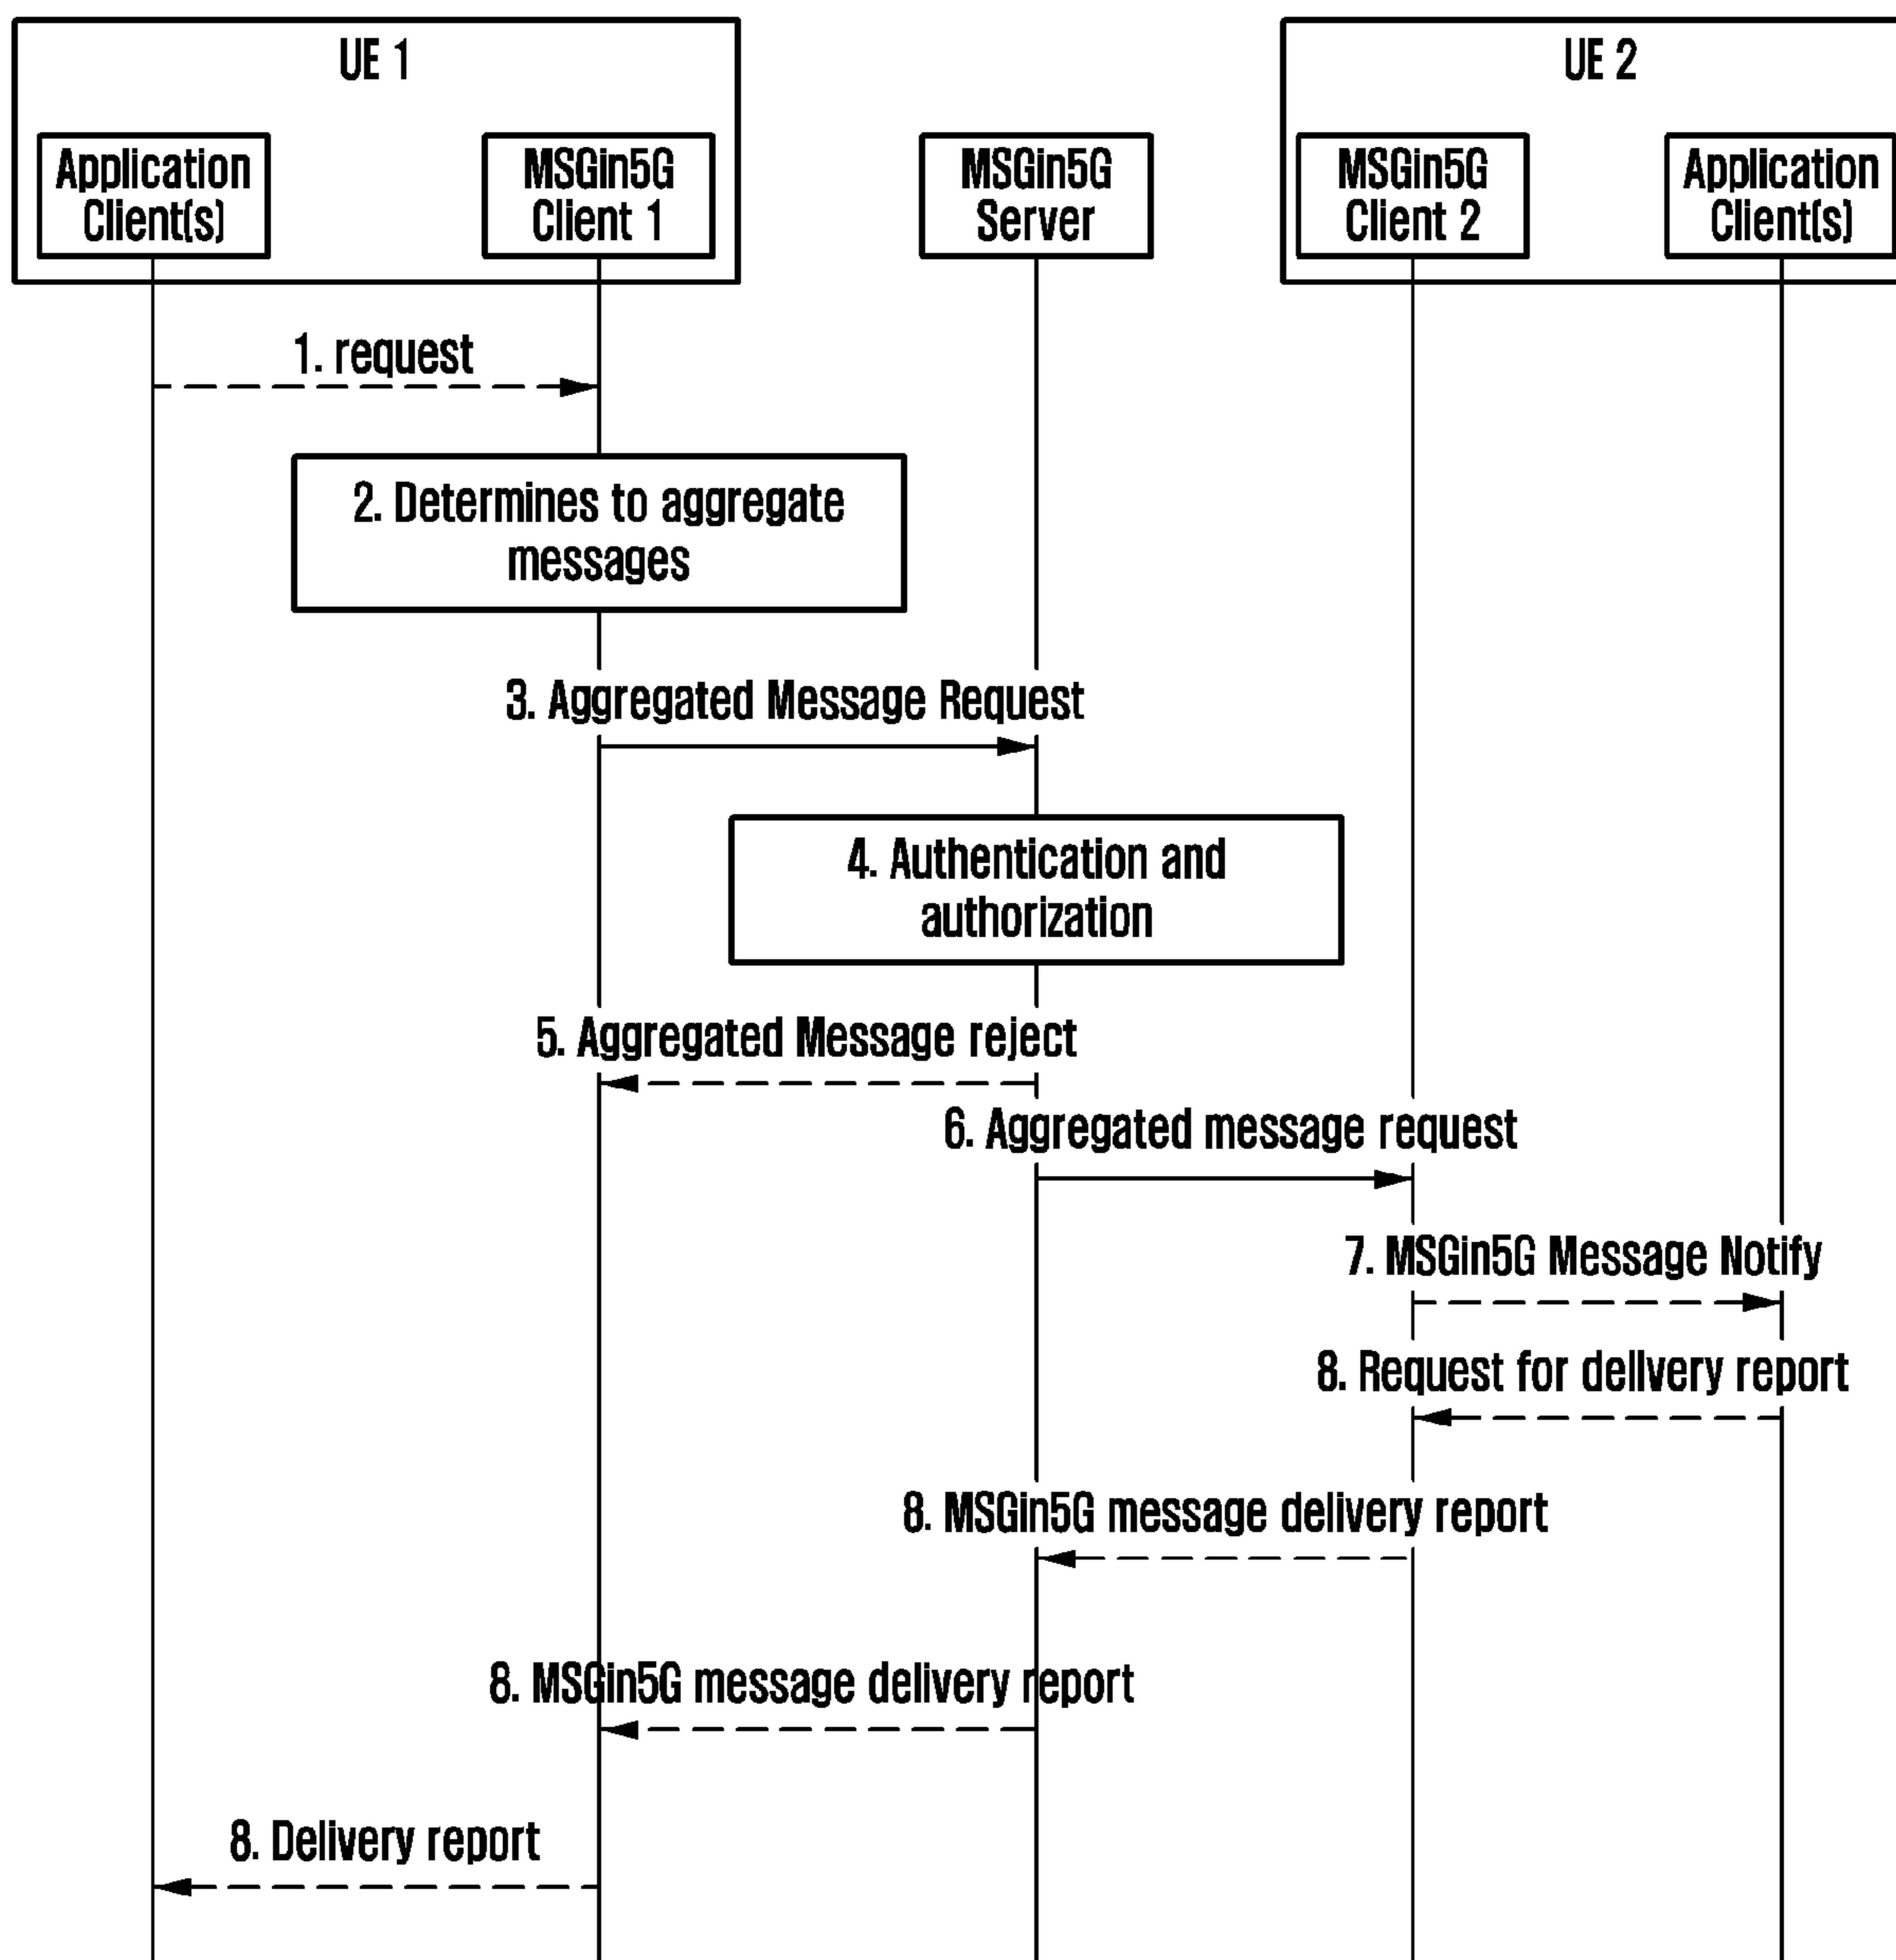 UE 1
UE 2
Application
Client(s)
MSGin5G
Client 1
MSGin5G
Server
MSGin5G
Client 2
Application
Client(s)
1. request
2. Determines to aggregate
messages
3. Aggregated Message Request
4. Authentication and
authorization
5. Aggregated Message reject
6. Aggregated message request
7. MSGin5G Message Notify
8. Request for dellvery report
8. MSGin5G message delivery report
8. MSGin5G message delivery report
8. Delivery report